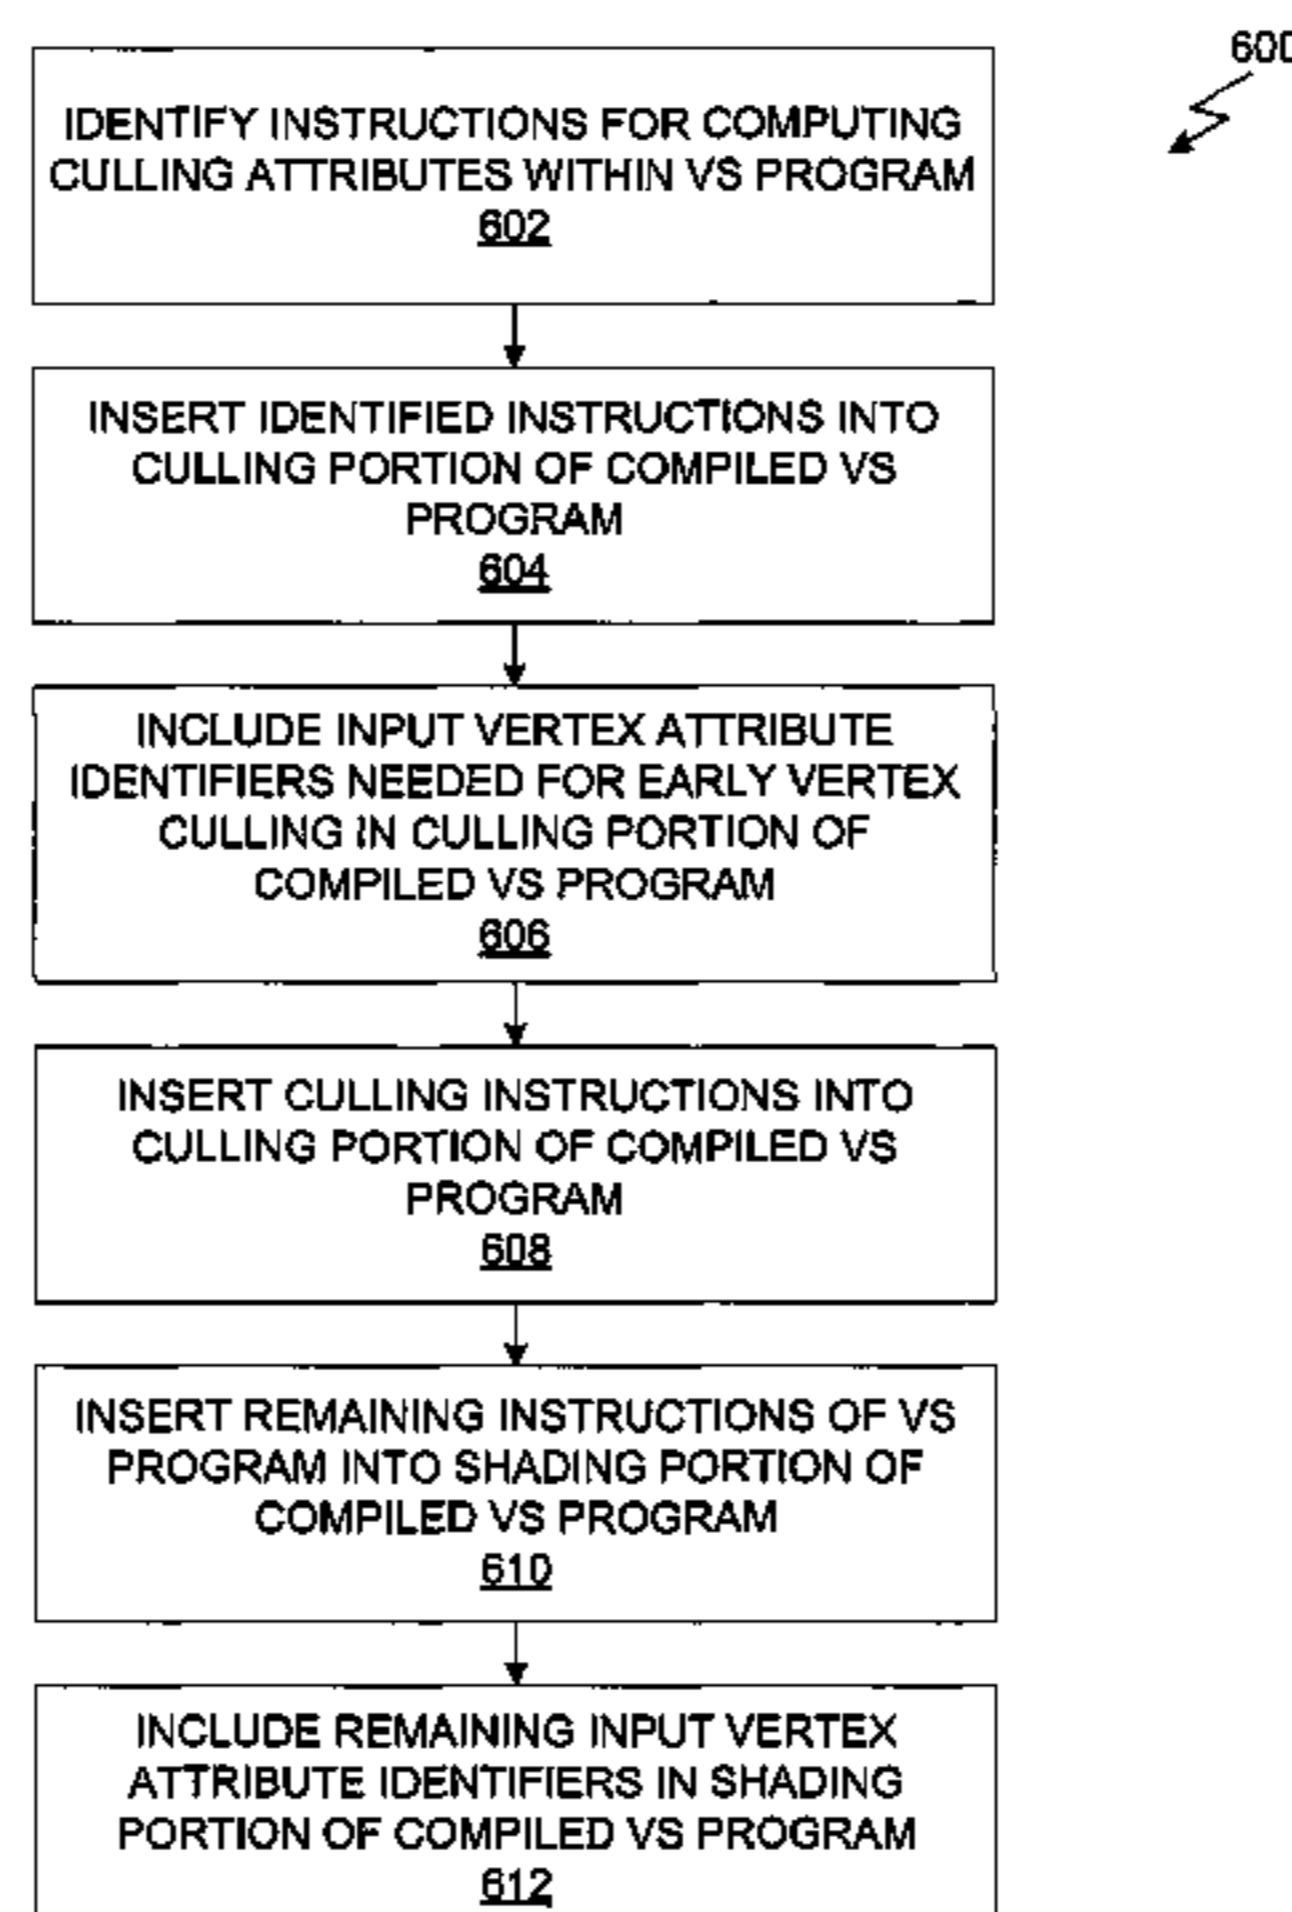 600
IDENTIFY INSTRUCTIONS FOR COMPUTING
CULLING ATTRIBUTES WITHIN VS PROGRAM
602
INSERT IDENTIFIED INSTRUCTIONS INTO
CULLING PORTION OF COMPILED VS
PROGRAM
604
INCLUDE INPUT VERTEX ATTRIBUTE
IDENTIFIERS NEEDED FOR EARLY VERTEX
CULLING IN CULLING PORTION OF
COMPILED VS PROGRAM
606
INSERT CULLING INSTRUCTIONS INTO
CULLING PORTION OF COMPILED VS
PROGRAM
608
INSERT REMAINING INSTRUCTIONS OF VS
PROGRAM INTO SHADING PORTION OF
COMPILED VS PROGRAM
610
INCLUDE REMAINING INPUT VERTEX
ATTRIBUTE IDENTIFIERS IN SHADING
PORTION OF COMPILED VS PROGRAM
612